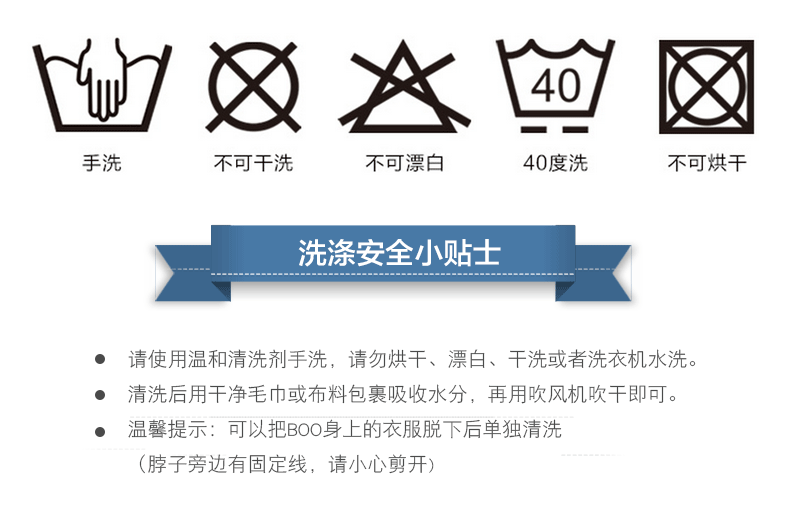 40
手洗 不可干洗 不可漂白 40度洗 不可烘干
洗涤安全小贴士
● 请使用温和清洗剂手洗，请勿烘干、漂白、干洗或者洗衣机水洗。
● 清洗后用干净毛巾或布料包裹吸收水分，再用吹风机吹干即可。
● 温馨提示：可以把BOO身上的衣服脱下后单独清洗
（脖子旁边有固定线，请小心剪开）